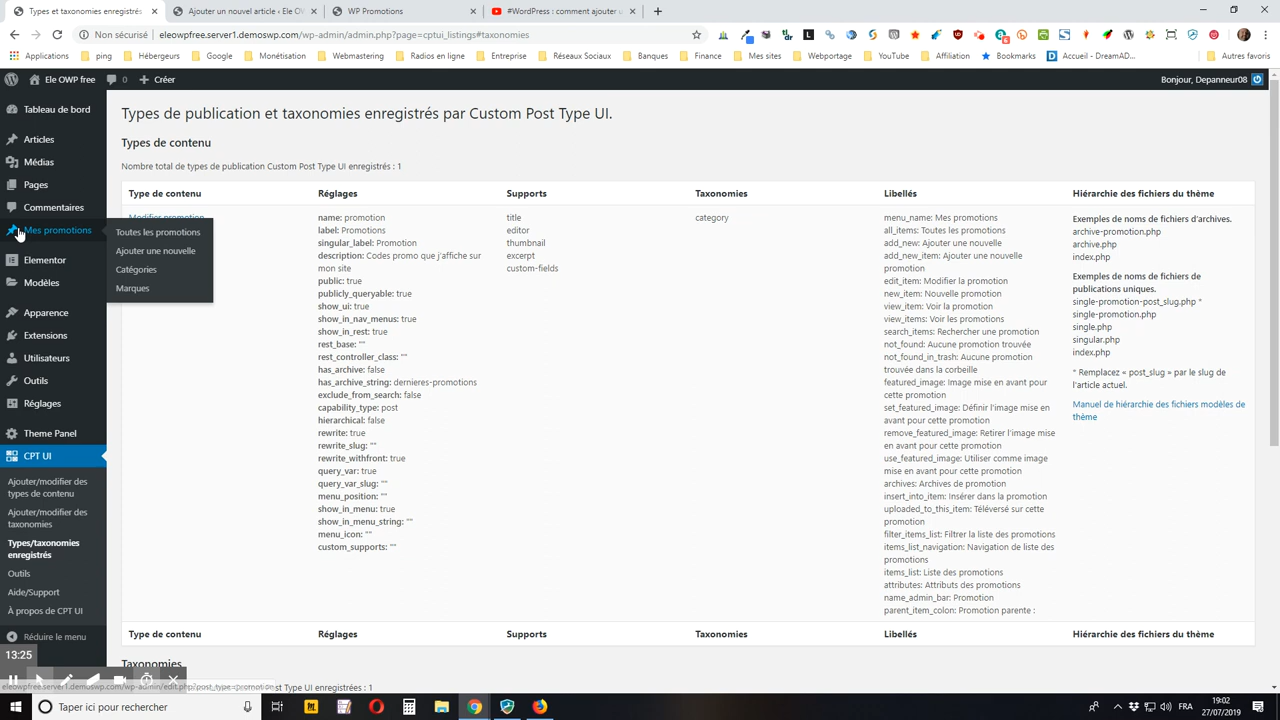 Types et taxonomies enregistrés
Ajouter un nouvel article ‹ Ele OW
WP Promotions
#WordPress : comment ajouter u
Non sécurisé
eleowpfree.server1.demoswp.com/wp-admin/admin.php?page=cptui_listings#taxonomies
Applications
ping
Hébergeurs
Google
Monétisation
Webmastering
Radios en ligne
Entreprise
Réseaux Sociaux
Banques
Finance
Mes sites
Webportage
YouTube
Affiliation
Bookmarks
Accueil - DreamAD...
Autres favoris
Ele OWP free
0
Créer
Bonjour, Depanneur08
Tableau de bord
Articles
Médias
Pages
Commentaires
Mes promotions
Elementor
Modèles
Apparence
Extensions
Utilisateurs
Outils
Réglages
Theme Panel
CPT UI
Ajouter/modifier des
types de contenu
Ajouter/modifier des
taxonomies
Types/taxonomies
enregistrés
Outils
Aide/Support
À propos de CPT UI
Réduire le menu
13:25
Toutes les promotions
Ajouter une nouvelle
Catégories
Marques
Types de publication et taxonomies enregistrés par Custom Post Type UI.
Types de contenu
Nombre total de types de publication Custom Post Type UI enregistrés : 1
Type de contenu
Réglages
Supports
Taxonomies
Libellés
Hiérarchie des fichiers du thème
Modifier promotion
name: promotion
label: Promotions
singular_label: Promotion
description: Codes promo que j'affiche sur
mon site
public: true
publicly_queryable: true
show_ui: true
show_in_nav_menus: true
show_in_rest: true
rest_base: ""
rest_controller_class: ""
has_archive: false
has_archive_string: dernieres-promotions
exclude_from_search: false
capability_type: post
hierarchical: false
rewrite: true
rewrite_slug: ""
rewrite_withfront: true
query_var: true
query_var_slug: ""
menu_position: ""
show_in_menu: true
show_in_menu_string: ""
menu_icon: ""
custom_supports: ""
title
editor
thumbnail
excerpt
custom-fields
category
menu_name: Mes promotions
all_items: Toutes les promotions
add_new: Ajouter une nouvelle
add_new_item: Ajouter une nouvelle
promotion
edit_item: Modifier la promotion
new_item: Nouvelle promotion
view_item: Voir la promotion
view_items: Voir les promotions
search_items: Rechercher une promotion
not_found: Aucune promotion trouvée
not_found_in_trash: Aucune promotion
trouvée dans la corbeille
featured_image: Image mise en avant pour
cette promotion
set_featured_image: Définir l'image mise en
avant pour cette promotion
remove_featured_image: Retirer l'image mise
en avant pour cette promotion
use_featured_image: Utiliser comme image
mise en avant pour cette promotion
archives: Archives de promotion
insert_into_item: Insérer dans la promotion
uploaded_to_this_item: Téléversé sur cette
promotion
filter_items_list: Filtrer la liste des promotions
items_list_navigation: Navigation de liste des
promotions
items_list: Liste des promotions
attributes: Attributs des promotions
name_admin_bar: Promotion
parent_item_colon: Promotion parente :
Exemples de noms de fichiers d'archives.
archive-promotion.php
archive.php
index.php
Exemples de noms de fichiers de
publications uniques.
single-promotion-post_slug.php *
single-promotion.php
single.php
singular.php
index.php
* Remplacez « post_slug » par le slug de
l'article actuel.
Manuel de hiérarchie des fichiers modèles de
thème
Type de contenu
Réglages
Supports
Taxonomies
Libellés
Hiérarchie des fichiers du thème
Taxonomies
eleowpfree.server1.demoswp.com/wp-admin/edit.php?post_type=promotion
st Type UI enregistrées : 1
Taper ici pour rechercher
FRA
19:02
27/07/2019